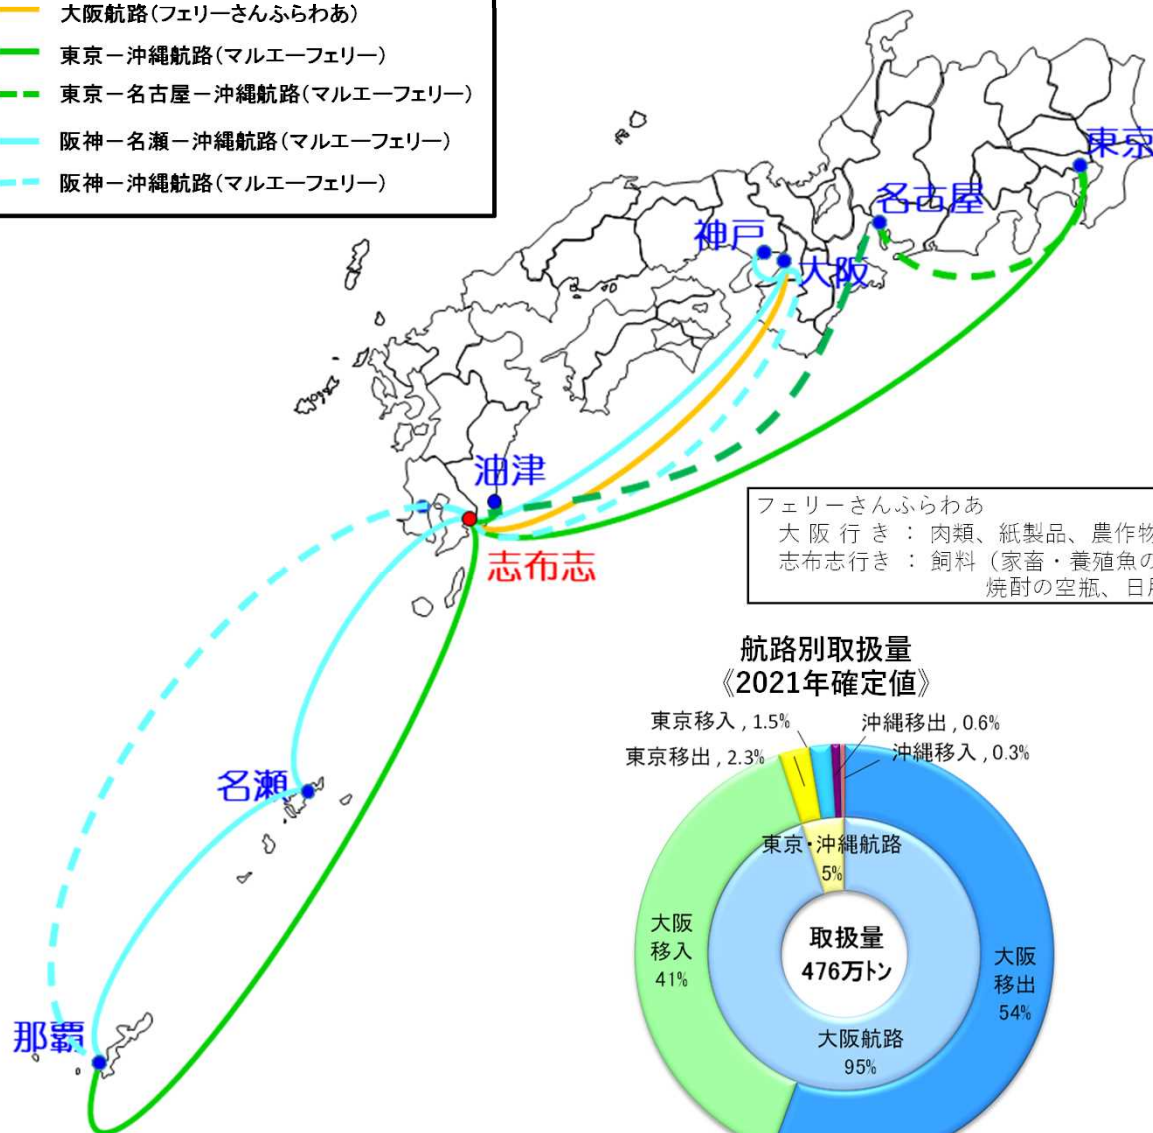 大阪航路(フェリーさんふらわあ)
東京－沖縄航路(マルエーフェリー)
東京－名古屋－沖縄航路(マルエーフェリー)
阪神－名瀬－沖縄航路(マルエーフェリー)
阪神－沖縄航路(マルエーフェリー)
東京
名古屋
神戸
大阪
油津
志布志
名瀬
那覇
フェリーさんふらわあ
大阪行き：肉類、紙製品、農作物
志布志行き：飼料（家畜・養殖魚の
焼酎の空瓶、日用
航路別取扱量
《2021年確定値》
東京移入 , 1.5%
沖縄移出 , 0.6%
東京移出 , 2.3%
沖縄移入 , 0.3%
東京・沖縄航路
5%
大阪
移入
41%
取扱量
476万トン
大阪
移出
54%
大阪航路
95%